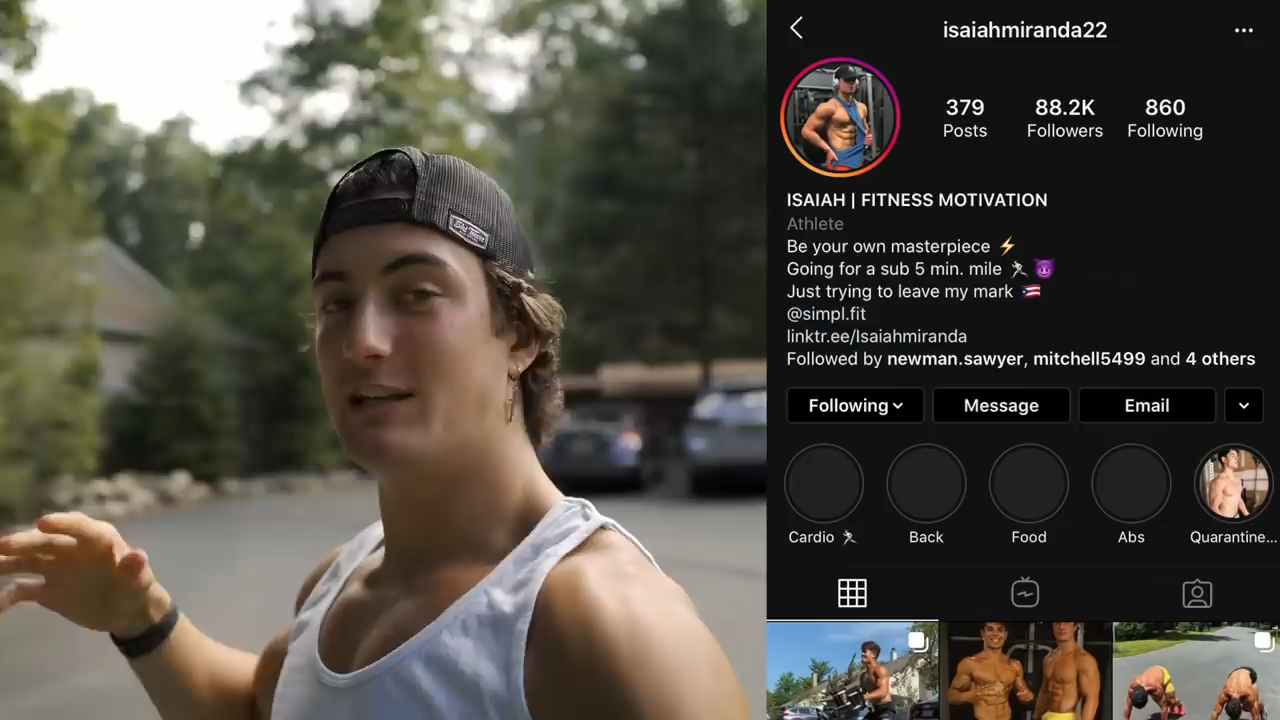 isaiahmiranda22
379
Posts
88.2K
Followers
860
Following
ISAIAH | FITNESS MOTIVATION
Athlete
Be your own masterpiece ⚡
Going for a sub 5 min. mile 🏃🏻‍♂️😈
Just trying to leave my mark 🇵🇷
@simpl.fit
linktr.ee/Isaiahmiranda
Followed by newman.sawyer, mitchell5499 and 4 others
Following
Message
Email
Cardio 🏃🏻‍♂️
Back
Food
Abs
Quarantine...